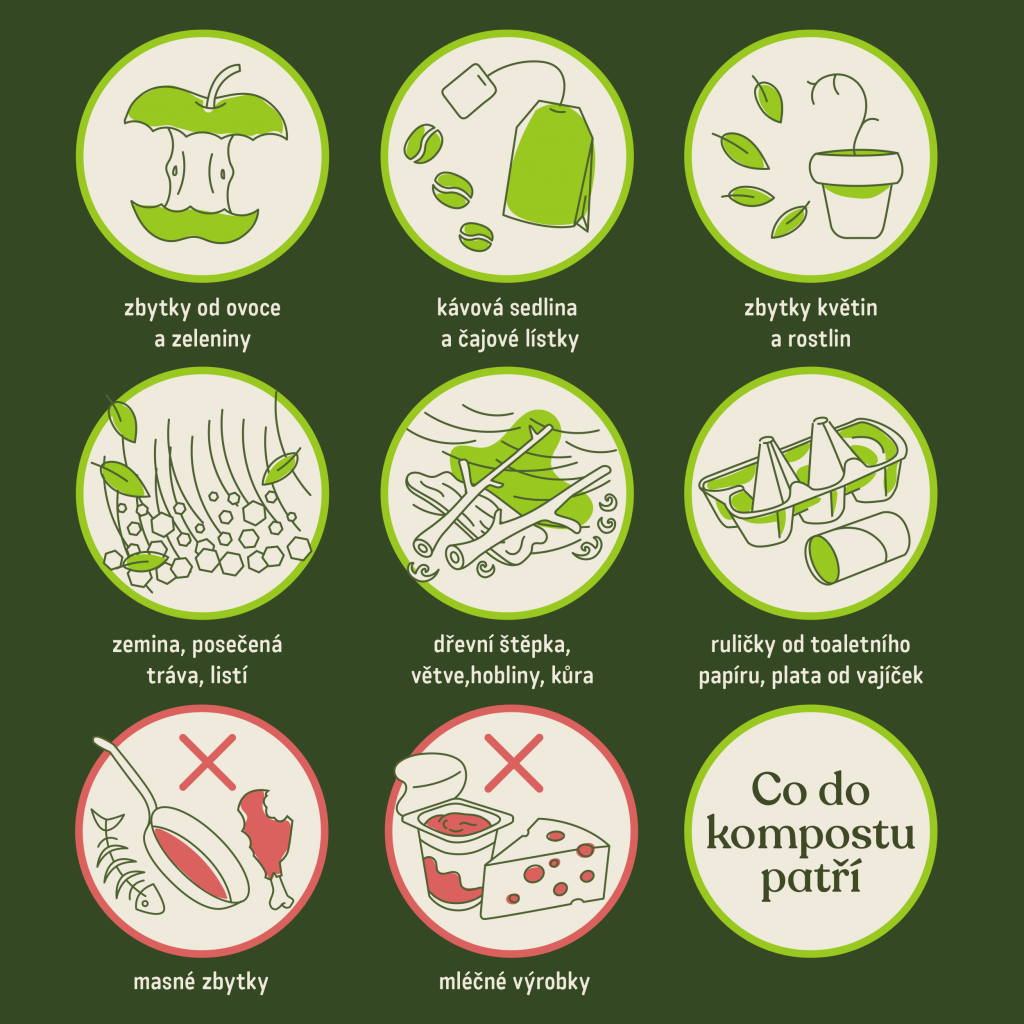 zbytky od ovoce
a zeleniny
kávová sedlina
a čajové lístky
zbytky květin
a rostlin
zemina, posečená
tráva, listí
dřevní štěpka,
větve,hobliny, kůra
ruličky od toaletního
papíru, plata od vajíček
masné zbytky
mléčné výrobky
Co do
kompostu
patří